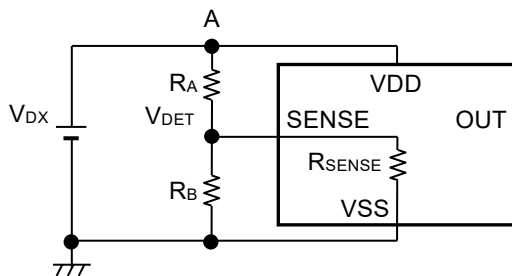 A
RA
VDD
VDX
VDET
SENSE
OUT
RSENSE
RB
VSS